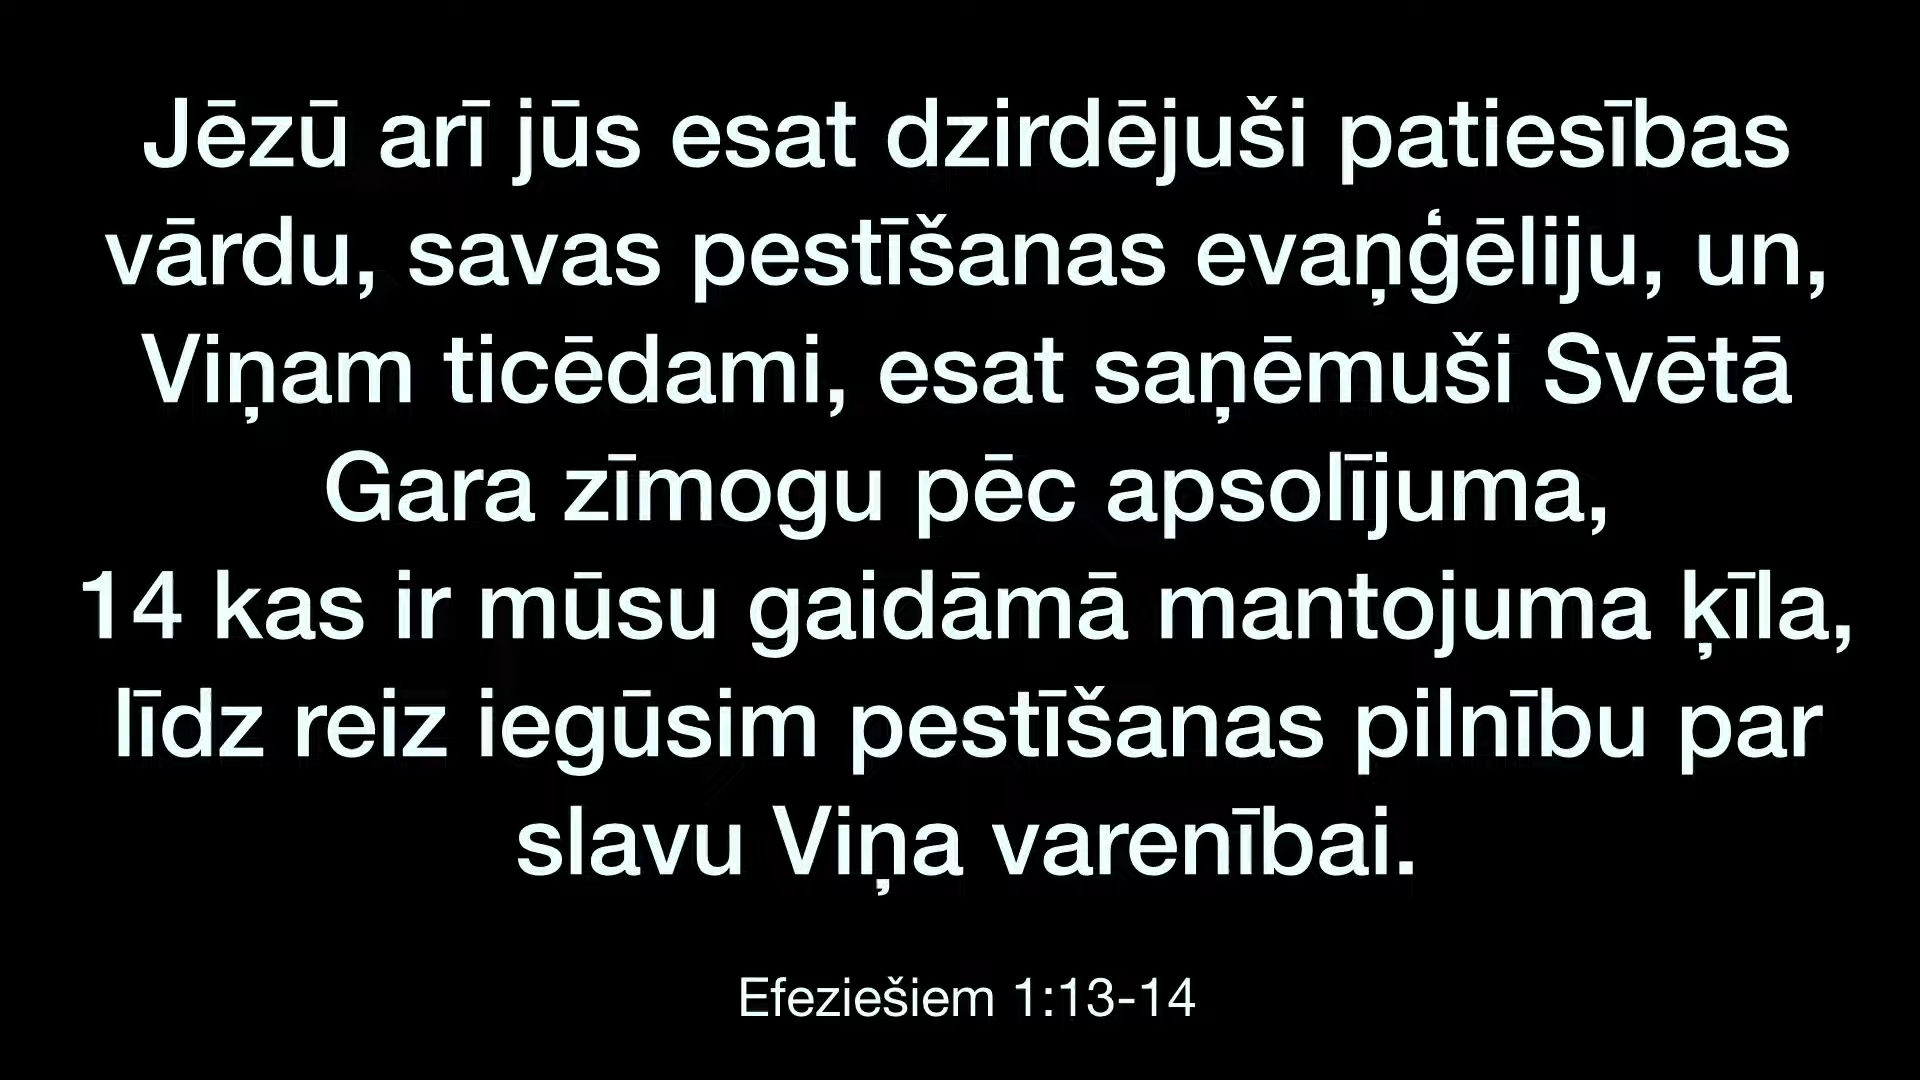 Jēzū arī jūs esat dzirdējuši patiesības
vārdu, savas pestīšanas evaņģēliju, un,
Viņam ticēdami, esat saņēmuši Svētā
Gara zīmogu pēc apsolījuma,
14 kas ir mūsu gaidāmā mantojuma ķīla,
līdz reiz iegūsim pestīšanas pilnību par
slavu Viņa varenībai.
Efeziešiem 1:13-14